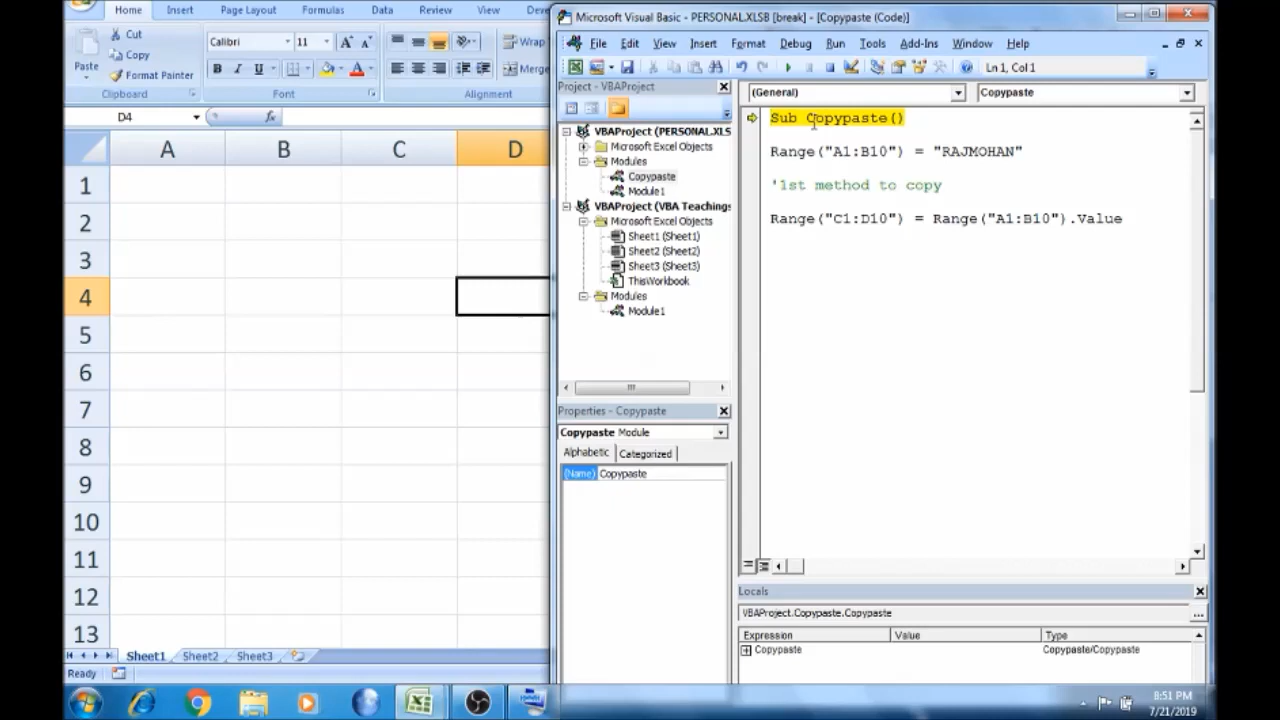 Home Insert Page Layout Formulas Data Review View
Cut
Copy
Format Painter
Paste
Clipboard
Calibri 11
Font
Alignment
Wrap
Merge
D4
fx
A B C D
1
2
3
4
5
6
7
8
9
10
11
12
13
Sheet1 Sheet2 Sheet3
Ready
Microsoft Visual Basic - PERSONAL.XLSB [break] - [Copypaste (Code)]
File Edit View Insert Format Debug Run Tools Add-Ins Window Help
Ln 1, Col 1
Project - VBAProject
VBAProject (PERSONAL.XLS
Microsoft Excel Objects
Modules
Copypaste
Module1
VBAProject (VBA Teachings
Microsoft Excel Objects
Sheet1 (Sheet1)
Sheet2 (Sheet2)
Sheet3 (Sheet3)
ThisWorkbook
Modules
Module1
Properties - Copypaste
Copypaste Module
Alphabetic Categorized
(Name) Copypaste
(General) Copypaste
Sub Copypaste()
Range("A1:B10") = "RAJMOHAN"
'1st method to copy
Range("C1:D10") = Range("A1:B10").Value
Locals
VBAProject.Copypaste.Copypaste
Expression Value Type
Copypaste Copypaste/Copypaste
8:51 PM
7/21/2019